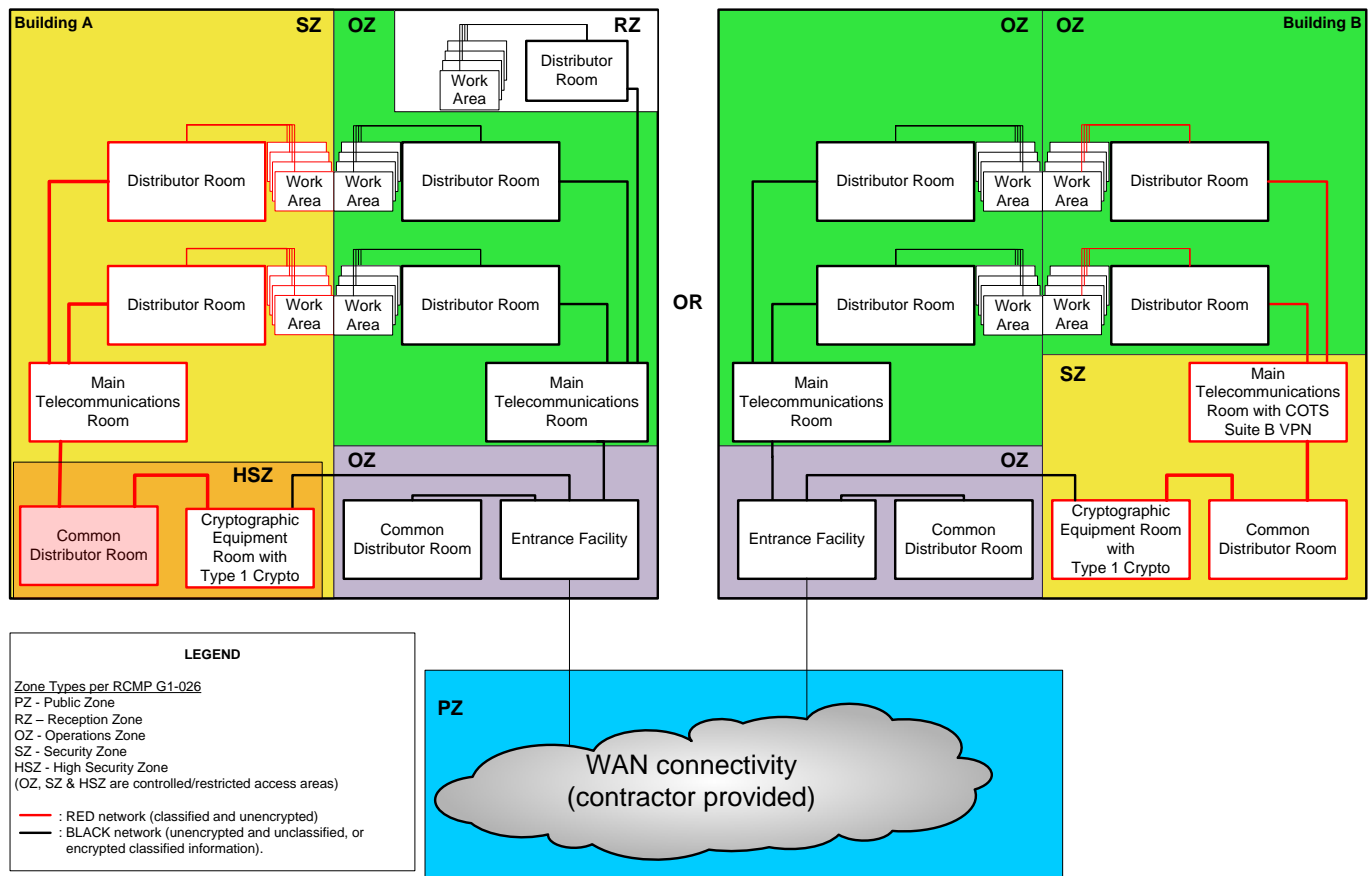 Building A
SZ
OZ
RZ
Work
Area
Distributor
Room
Distributor Room
Work
Area
Work
Area
Distributor Room
Distributor Room
Work
Area
Work
Area
Distributor Room
Main
Telecommunications
Room
Main
Telecommunications
Room
HSZ
OZ
Common
Distributor Room
Cryptographic
Equipment
Room with
Type 1 Crypto
Common
Distributor Room
Entrance Facility
OR
OZ
OZ
Building B
Distributor Room
Work
Area
Work
Area
Distributor Room
Distributor Room
Work
Area
Work
Area
Distributor Room
Main
Telecommunications
Room
SZ
Main
Telecommunications
Room with COTS
Suite B VPN
OZ
Entrance Facility
Common
Distributor Room
Cryptographic
Equipment Room
with
Type 1 Crypto
Common
Distributor Room
LEGEND
Zone Types per RCMP G1-026
PZ - Public Zone
RZ – Reception Zone
OZ - Operations Zone
SZ - Security Zone
HSZ - High Security Zone
(OZ, SZ & HSZ are controlled/restricted access areas)
: RED network (classified and unencrypted)
: BLACK network (unencrypted and unclassified, or
encrypted classified information).
PZ
WAN connectivity
(contractor provided)